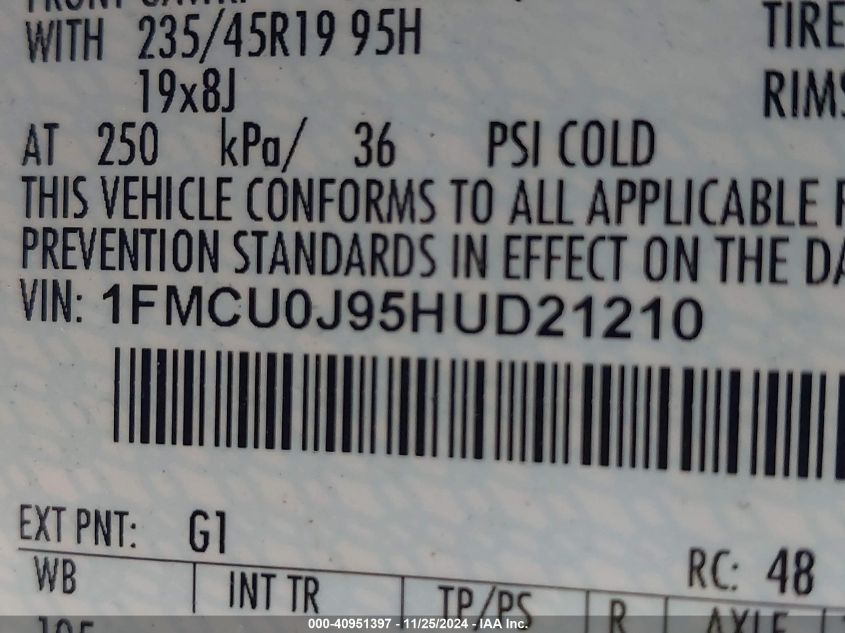 WITH 235/45R19 95H TIRE
19x8J RIMS
AT 250 kPa/ 36 PSI COLD
THIS VEHICLE CONFORMS TO ALL APPLICABLE
PREVENTION STANDARDS IN EFFECT ON THE
VIN: 1FMCU0J95HUD21210
EXT PNT: G1
RC: 48
WB INT TR TP/PS R AXLE
000-40951397 - 11/25/2024 - IAA Inc.